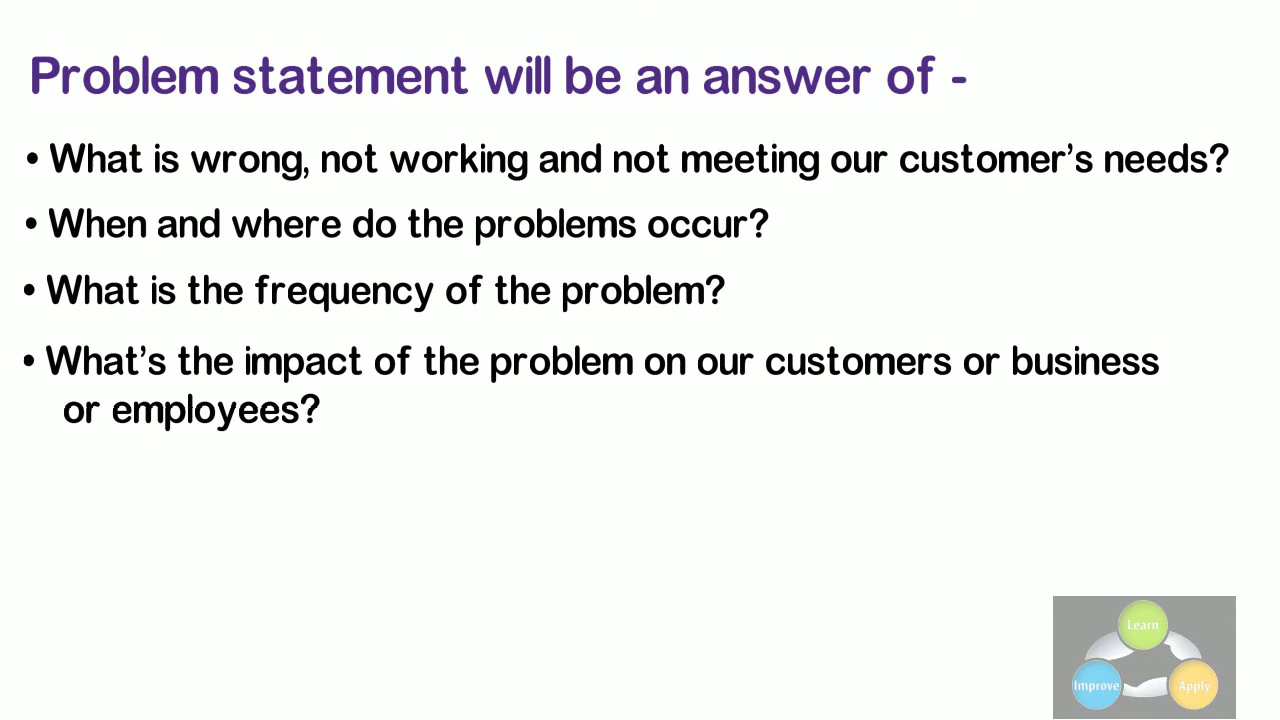 Problem statement will be an answer of -
• What is wrong, not working and not meeting our customer's needs?
• When and where do the problems occur?
• What is the frequency of the problem?
• What's the impact of the problem on our customers or business
or employees?
Learn
Improve
Apply